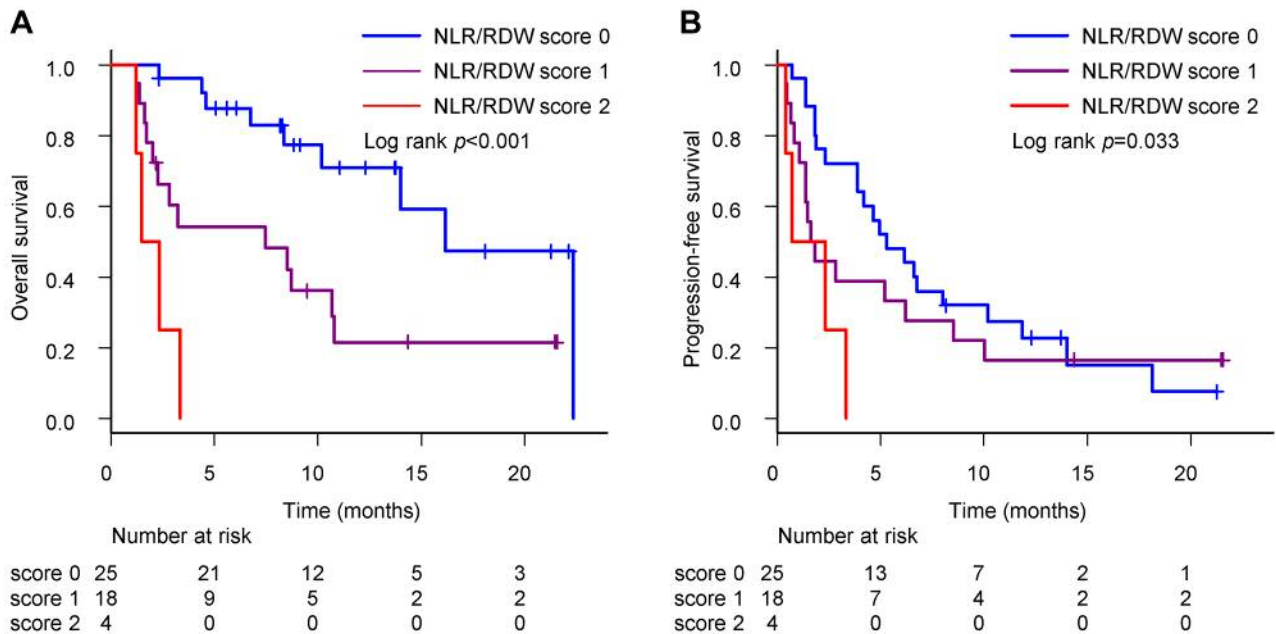 A
NLR/RDW score 0
NLR/RDW score 1
NLR/RDW score 2
Log rank p<0.001
Overall survival
1.0
0.8
0.6
0.4
0.2
0.0
0 5 10 15 20
Time (months)
Number at risk
score 0 25 21 12 5 3
score 1 18 9 5 2 2
score 2 4 0 0 0 0
B
NLR/RDW score 0
NLR/RDW score 1
NLR/RDW score 2
Log rank p=0.033
Progression-free survival
1.0
0.8
0.6
0.4
0.2
0.0
0 5 10 15 20
Time (months)
Number at risk
score 0 25 13 7 2 1
score 1 18 7 4 2 2
score 2 4 0 0 0 0